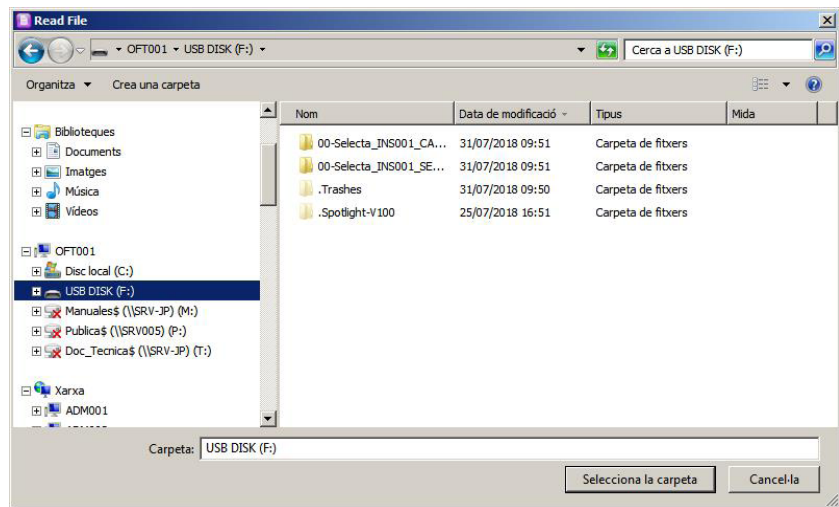 Read File
OFT001 USB DISK (F:)
Cerca a USB DISK (F:)
Organitza Crea una carpeta
Nom Data de modificació Tipus Mida
00-Selecta_INS001_CA... 31/07/2018 09:51 Carpeta de fitxers
00-Selecta_INS001_SE... 31/07/2018 09:51 Carpeta de fitxers
.Trashes 31/07/2018 09:50 Carpeta de fitxers
.Spotlight-V100 25/07/2018 16:51 Carpeta de fitxers
Biblioteques
Documents
Imatges
Música
Vídeos
OFT001
Disc local (C:)
USB DISK (F:)
Manuales$ (\\SRV-JP) (M:)
Publica$ (\\SRV005) (P:)
Doc_Tecnica$ (\\SRV-JP) (T:)
Xarxa
ADM001
Carpeta: USB DISK (F:)
Selecciona la carpeta Cancel·la